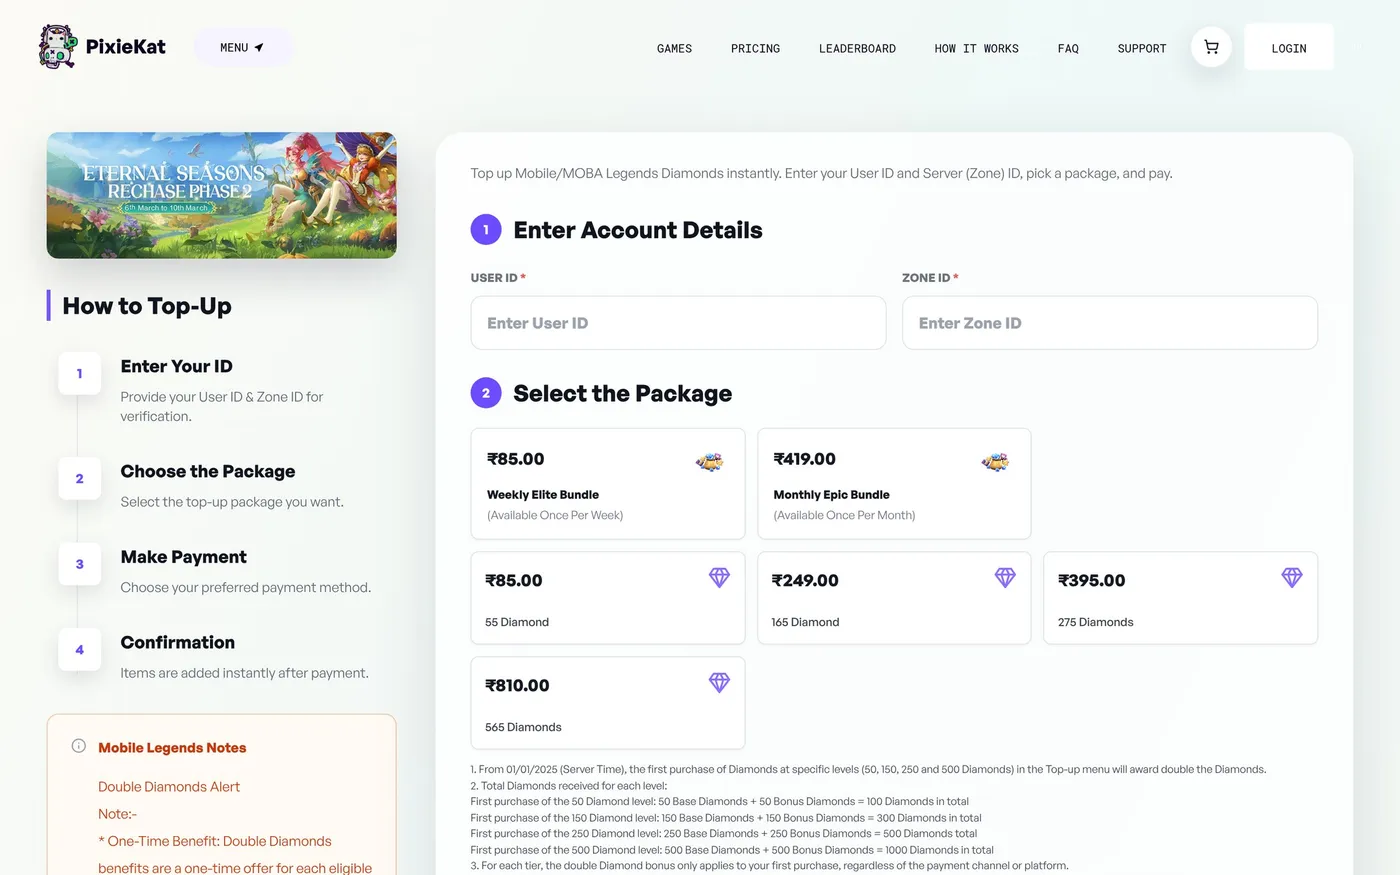 PixieKat
MENU
GAMES
PRICING
LEADERBOARD
HOW IT WORKS
FAQ
SUPPORT
LOGIN
ETERNAL SEASONS
RECHASE PHASE 2
6th March to 10th March
How to Top-Up
1
Enter Your ID
Provide your User ID & Zone ID for
verification.
2
Choose the Package
Select the top-up package you want.
3
Make Payment
Choose your preferred payment method.
4
Confirmation
Items are added instantly after payment.
Mobile Legends Notes
Double Diamonds Alert
Note:-
* One-Time Benefit: Double Diamonds
benefits are a one-time offer for each eligible
Top up Mobile/MOBA Legends Diamonds instantly. Enter your User ID and Server (Zone) ID, pick a package, and pay.
1 Enter Account Details
USER ID *
Enter User ID
ZONE ID *
Enter Zone ID
2 Select the Package
₹85.00
Weekly Elite Bundle
(Available Once Per Week)
₹419.00
Monthly Epic Bundle
(Available Once Per Month)
₹85.00
55 Diamond
₹249.00
165 Diamond
₹395.00
275 Diamonds
₹810.00
565 Diamonds
1. From 01/01/2025 (Server Time), the first purchase of Diamonds at specific levels (50, 150, 250 and 500 Diamonds) in the Top-up menu will award double the Diamonds.
2. Total Diamonds received for each level:
First purchase of the 50 Diamond level: 50 Base Diamonds + 50 Bonus Diamonds = 100 Diamonds in total
First purchase of the 150 Diamond level: 150 Base Diamonds + 150 Bonus Diamonds = 300 Diamonds in total
First purchase of the 250 Diamond level: 250 Base Diamonds + 250 Bonus Diamonds = 500 Diamonds total
First purchase of the 500 Diamond level: 500 Base Diamonds + 500 Bonus Diamonds = 1000 Diamonds in total
3. For each tier, the double Diamond bonus only applies to your first purchase, regardless of the payment channel or platform.